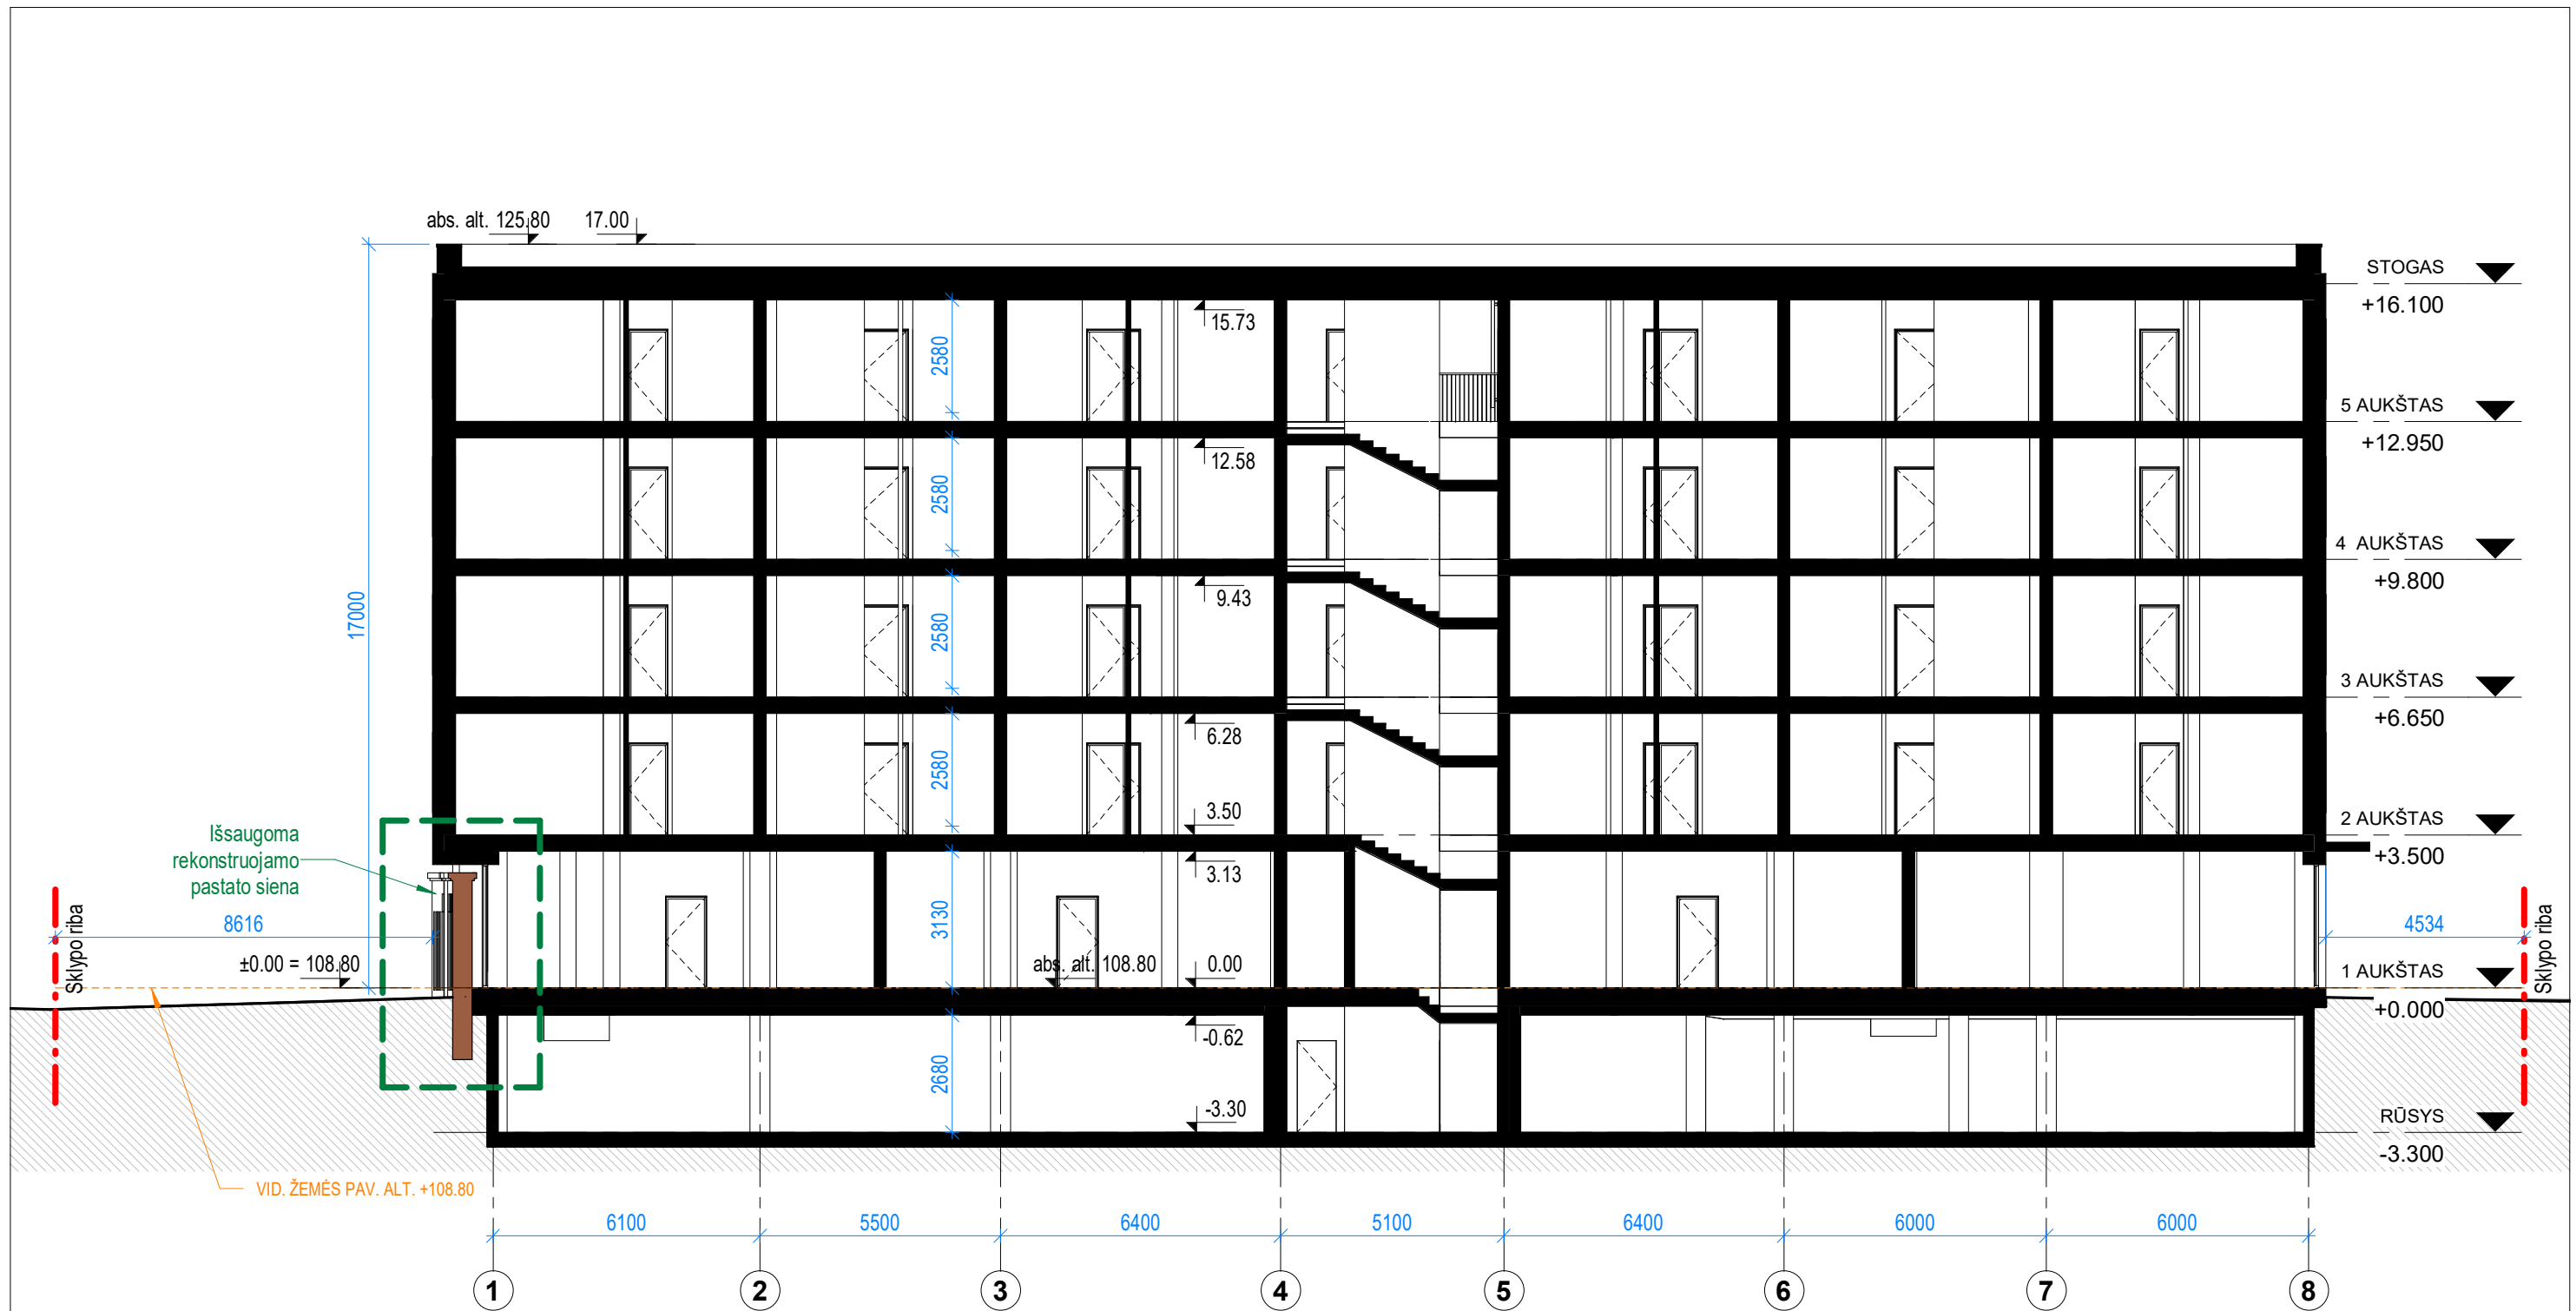 abs. alt. 125.80
17.00
STOGAS
+16.100
15.73
2580
5 AUKŠTAS
+12.950
12.58
2580
4 AUKŠTAS
+9.800
17000
9.43
2580
3 AUKŠTAS
+6.650
6.28
2580
3.50
2 AUKŠTAS
+3.500
Išsaugoma
rekonstruojamo
pastato siena
3.13
8616
Sklypo riba
3130
4534
Sklypo riba
±0.00 = 108.80
abs. alt. 108.80
0.00
1 AUKŠTAS
+0.000
-0.62
2680
-3.30
RŪSYS
-3.300
VID. ŽEMĖS PAV. ALT. +108.80
6100
5500
6400
5100
6400
6000
6000
1
2
3
4
5
6
7
8